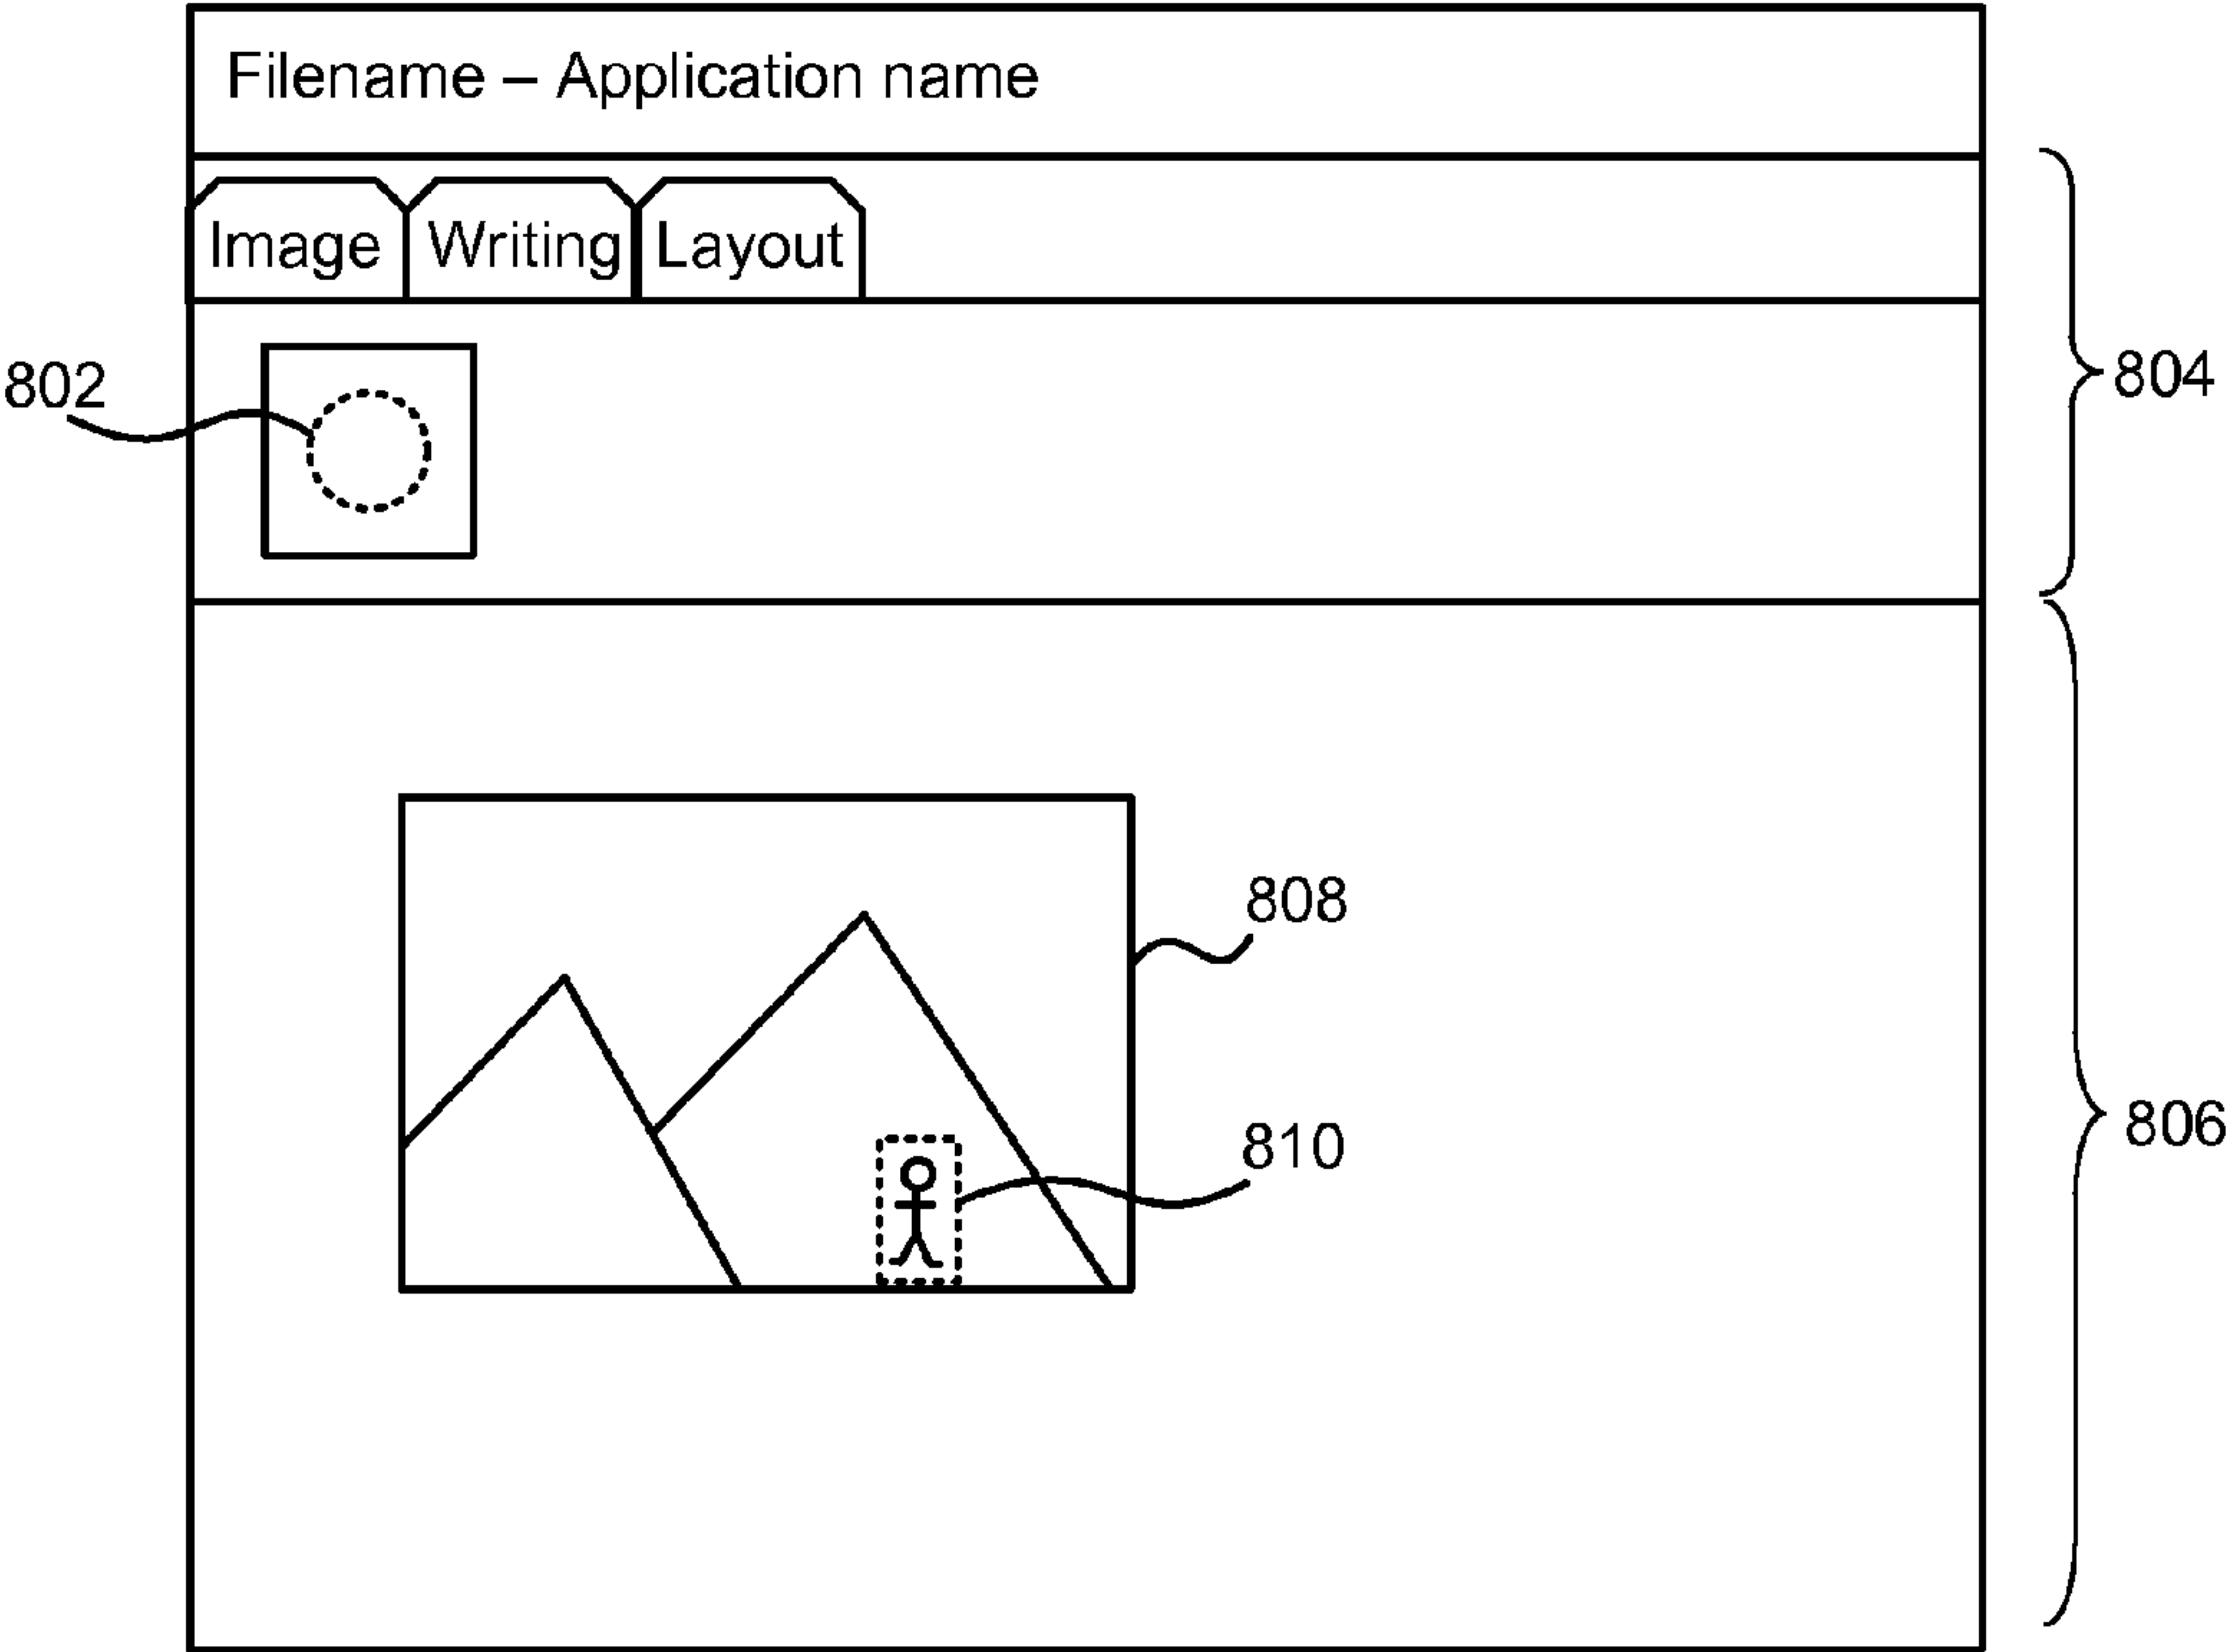 Filename – Application name
Image Writing Layout
802
804
808
810
806